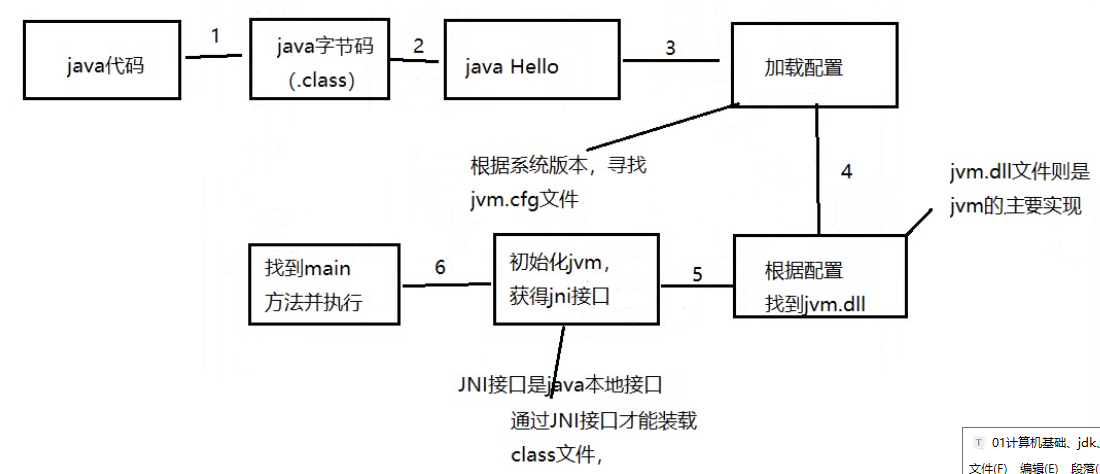 java代码
1
java字节码
（.class）
2
java Hello
3
加载配置
根据系统版本，寻找
jvm.cfg文件
4
jvm.dll文件则是
jvm的主要实现
根据配置
找到jvm.dll
5
初始化jvm，
获得jni接口
6
找到main
方法并执行
JNI接口是java本地接口
通过JNI接口才能装载
class文件，
T 01计算机基础、jdk、
文件(F) 编辑(E) 段落(